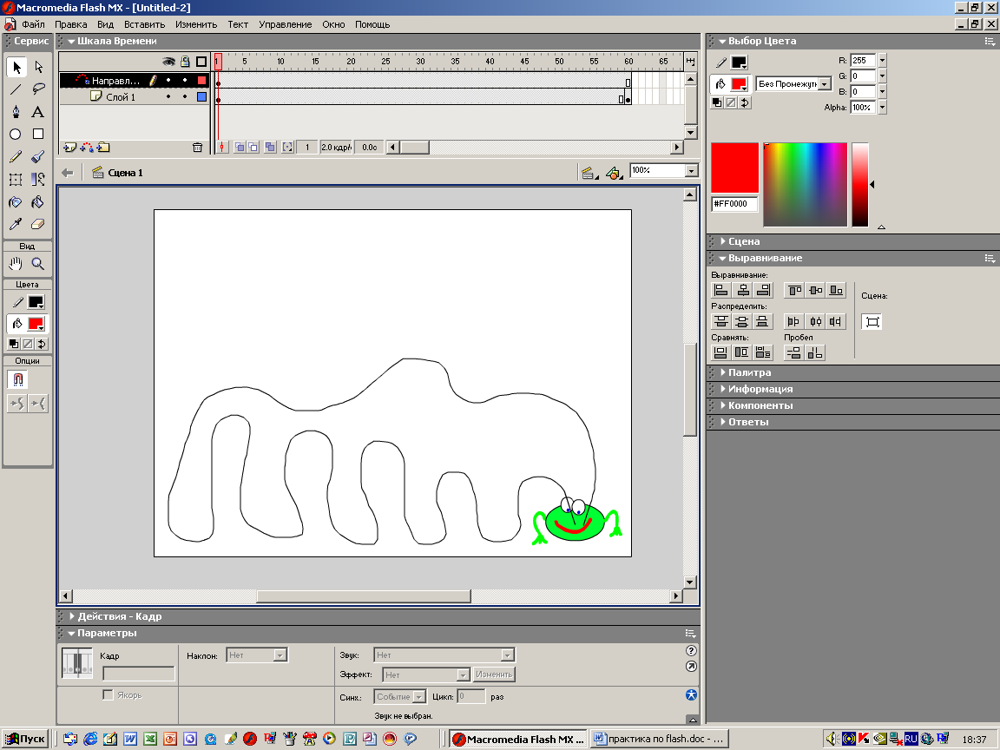 Macromedia Flash MX - [Untitled-2]
Файл Правка Вид Вставить Изменить Тект Управление Окно Помощь
Сервис
Шкала Времени
1 5 10 15 20 25 30 35 40 45 50 55 60 65
Направл...
Слой 1
1 2.0 кдр/ 0.0с
Сцена 1
100%
Вид
Цвета
Опции
Действия - Кадр
Параметры
Кадр
Наклон: Нет
Звук: Нет
Эффект: Нет Изменить
Якорь
Синх.: Событие Цикл: 0 раз
Звук не выбран.
Выбор Цвета
R: 255
G: 0
Без Промежутк
B: 0
Alpha: 100%
#FF0000
Сцена
Выравнивание
Выравнивание:
Сцена:
Распределить:
Сравнять: Пробел
Палитра
Информация
Компоненты
Ответы
Пуск
Macromedia Flash MX ...
практика по flash.doc - ...
RU
18:37